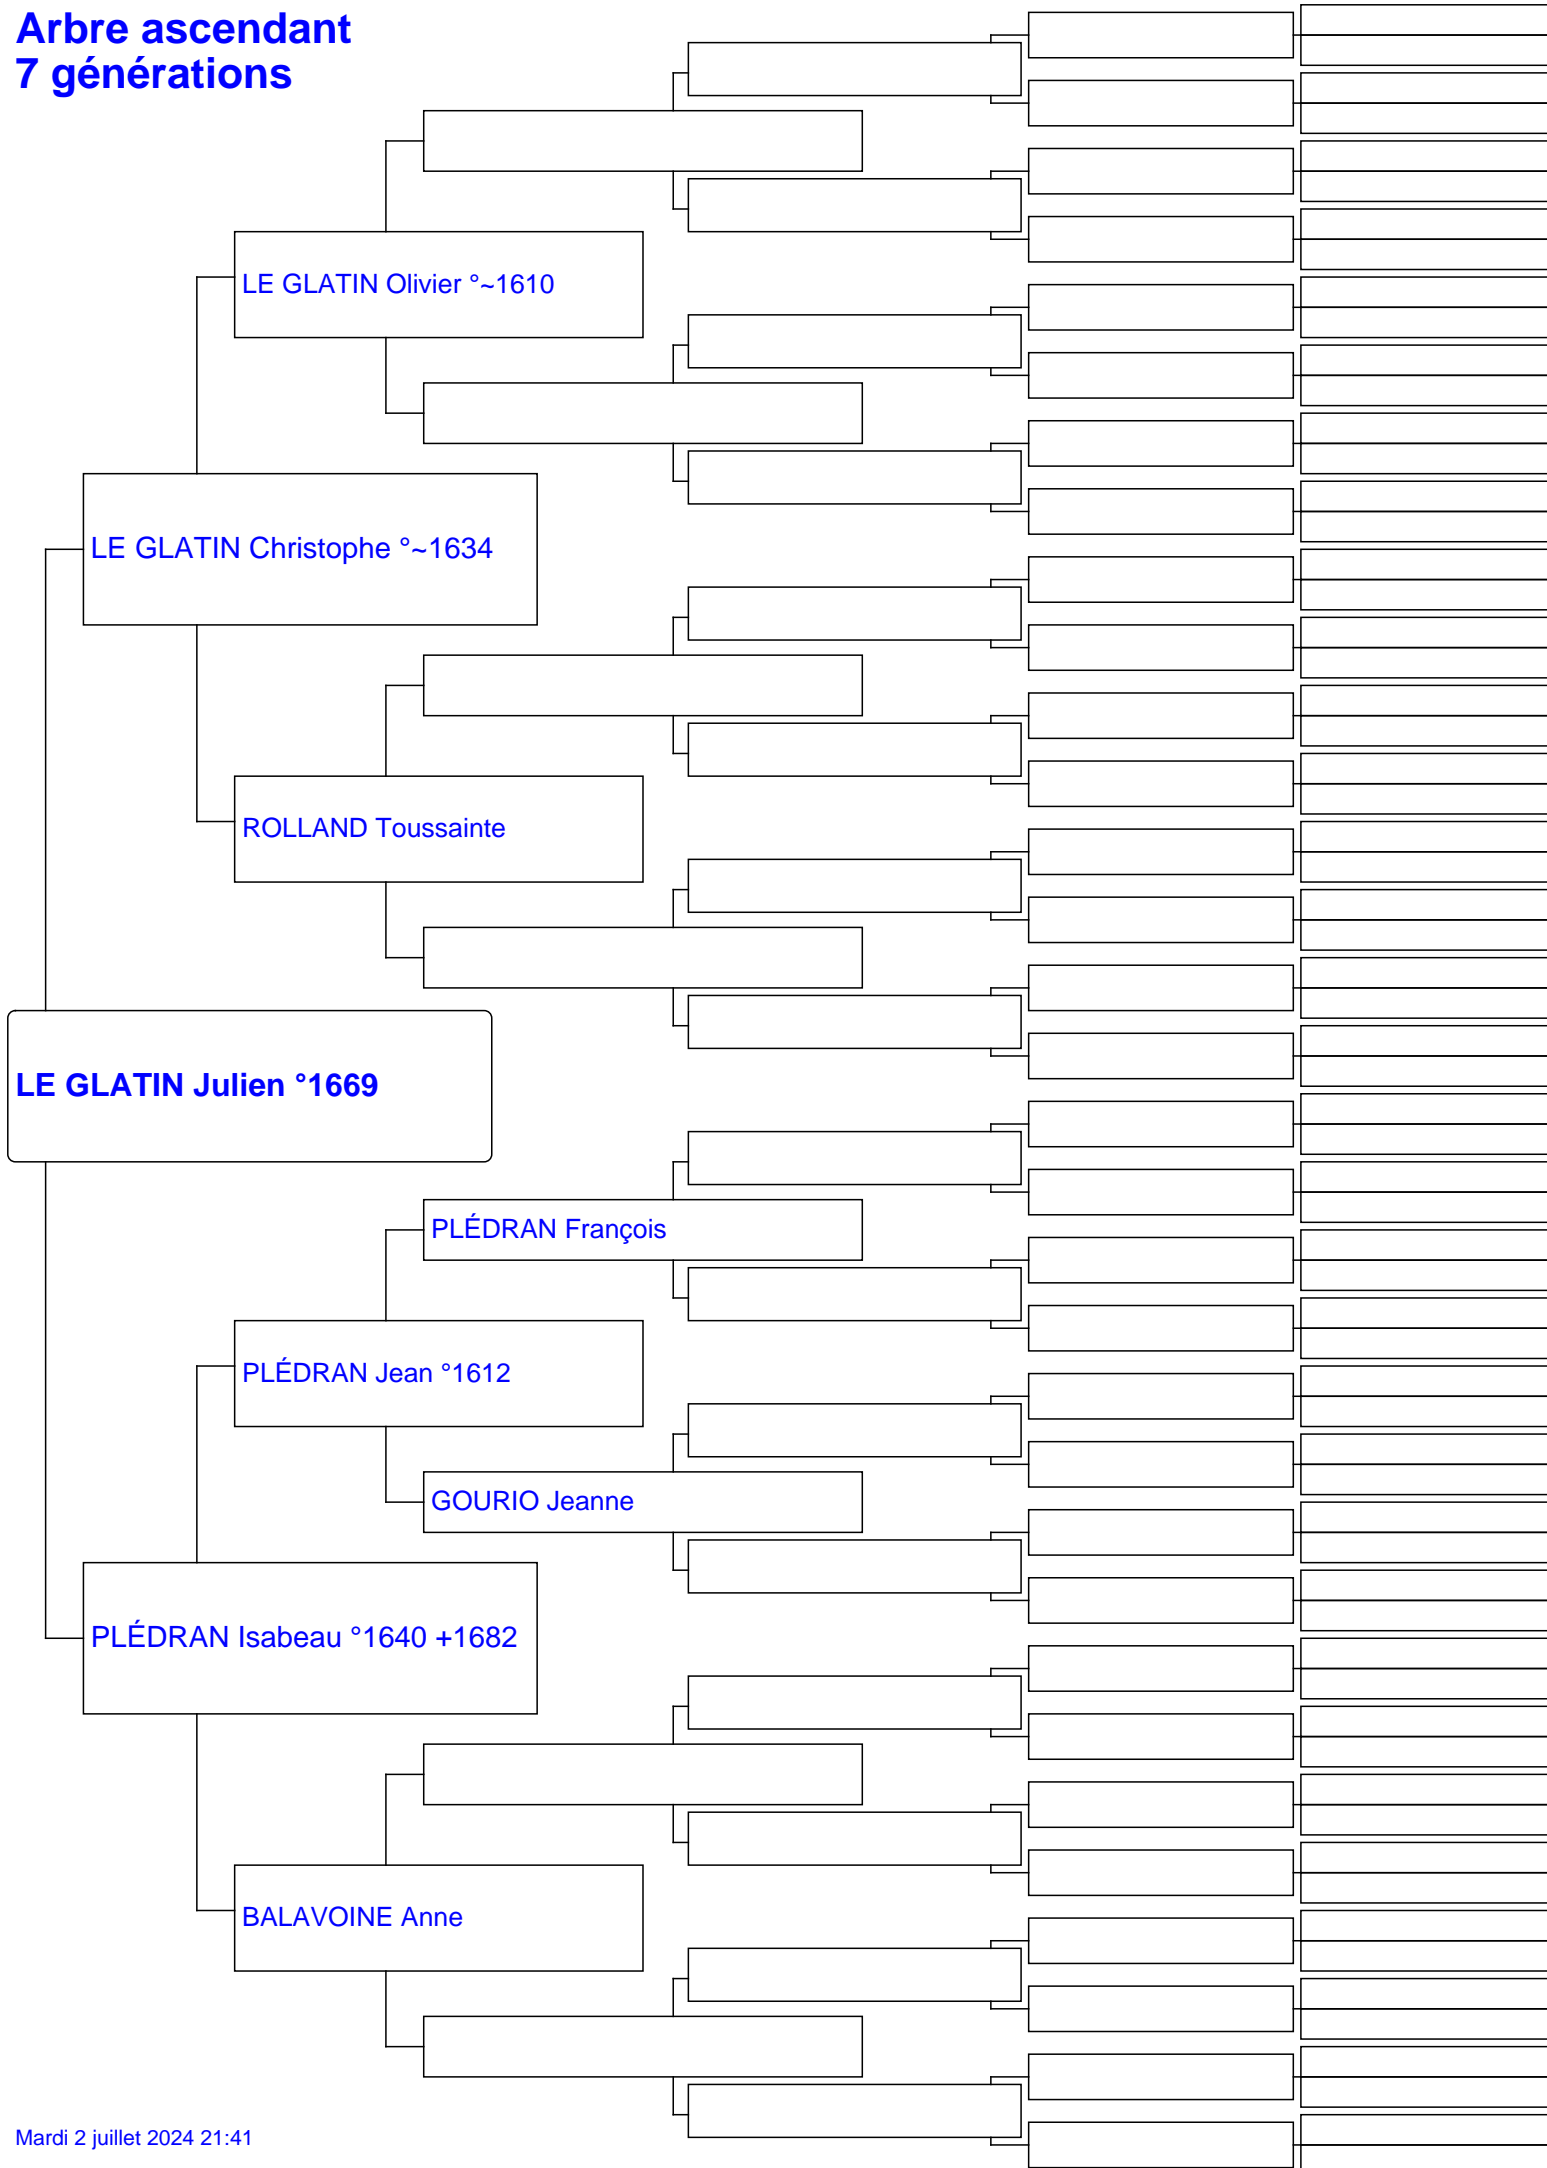 Arbre ascendant
7 générations
LE GLATIN Olivier °~1610
LE GLATIN Christophe °~1634
ROLLAND Toussainte
LE GLATIN Julien °1669
PLÉDRAN François
PLÉDRAN Jean °1612
GOURIO Jeanne
PLÉDRAN Isabeau °1640 +1682
BALAVOINE Anne
Mardi 2 juillet 2024 21:41